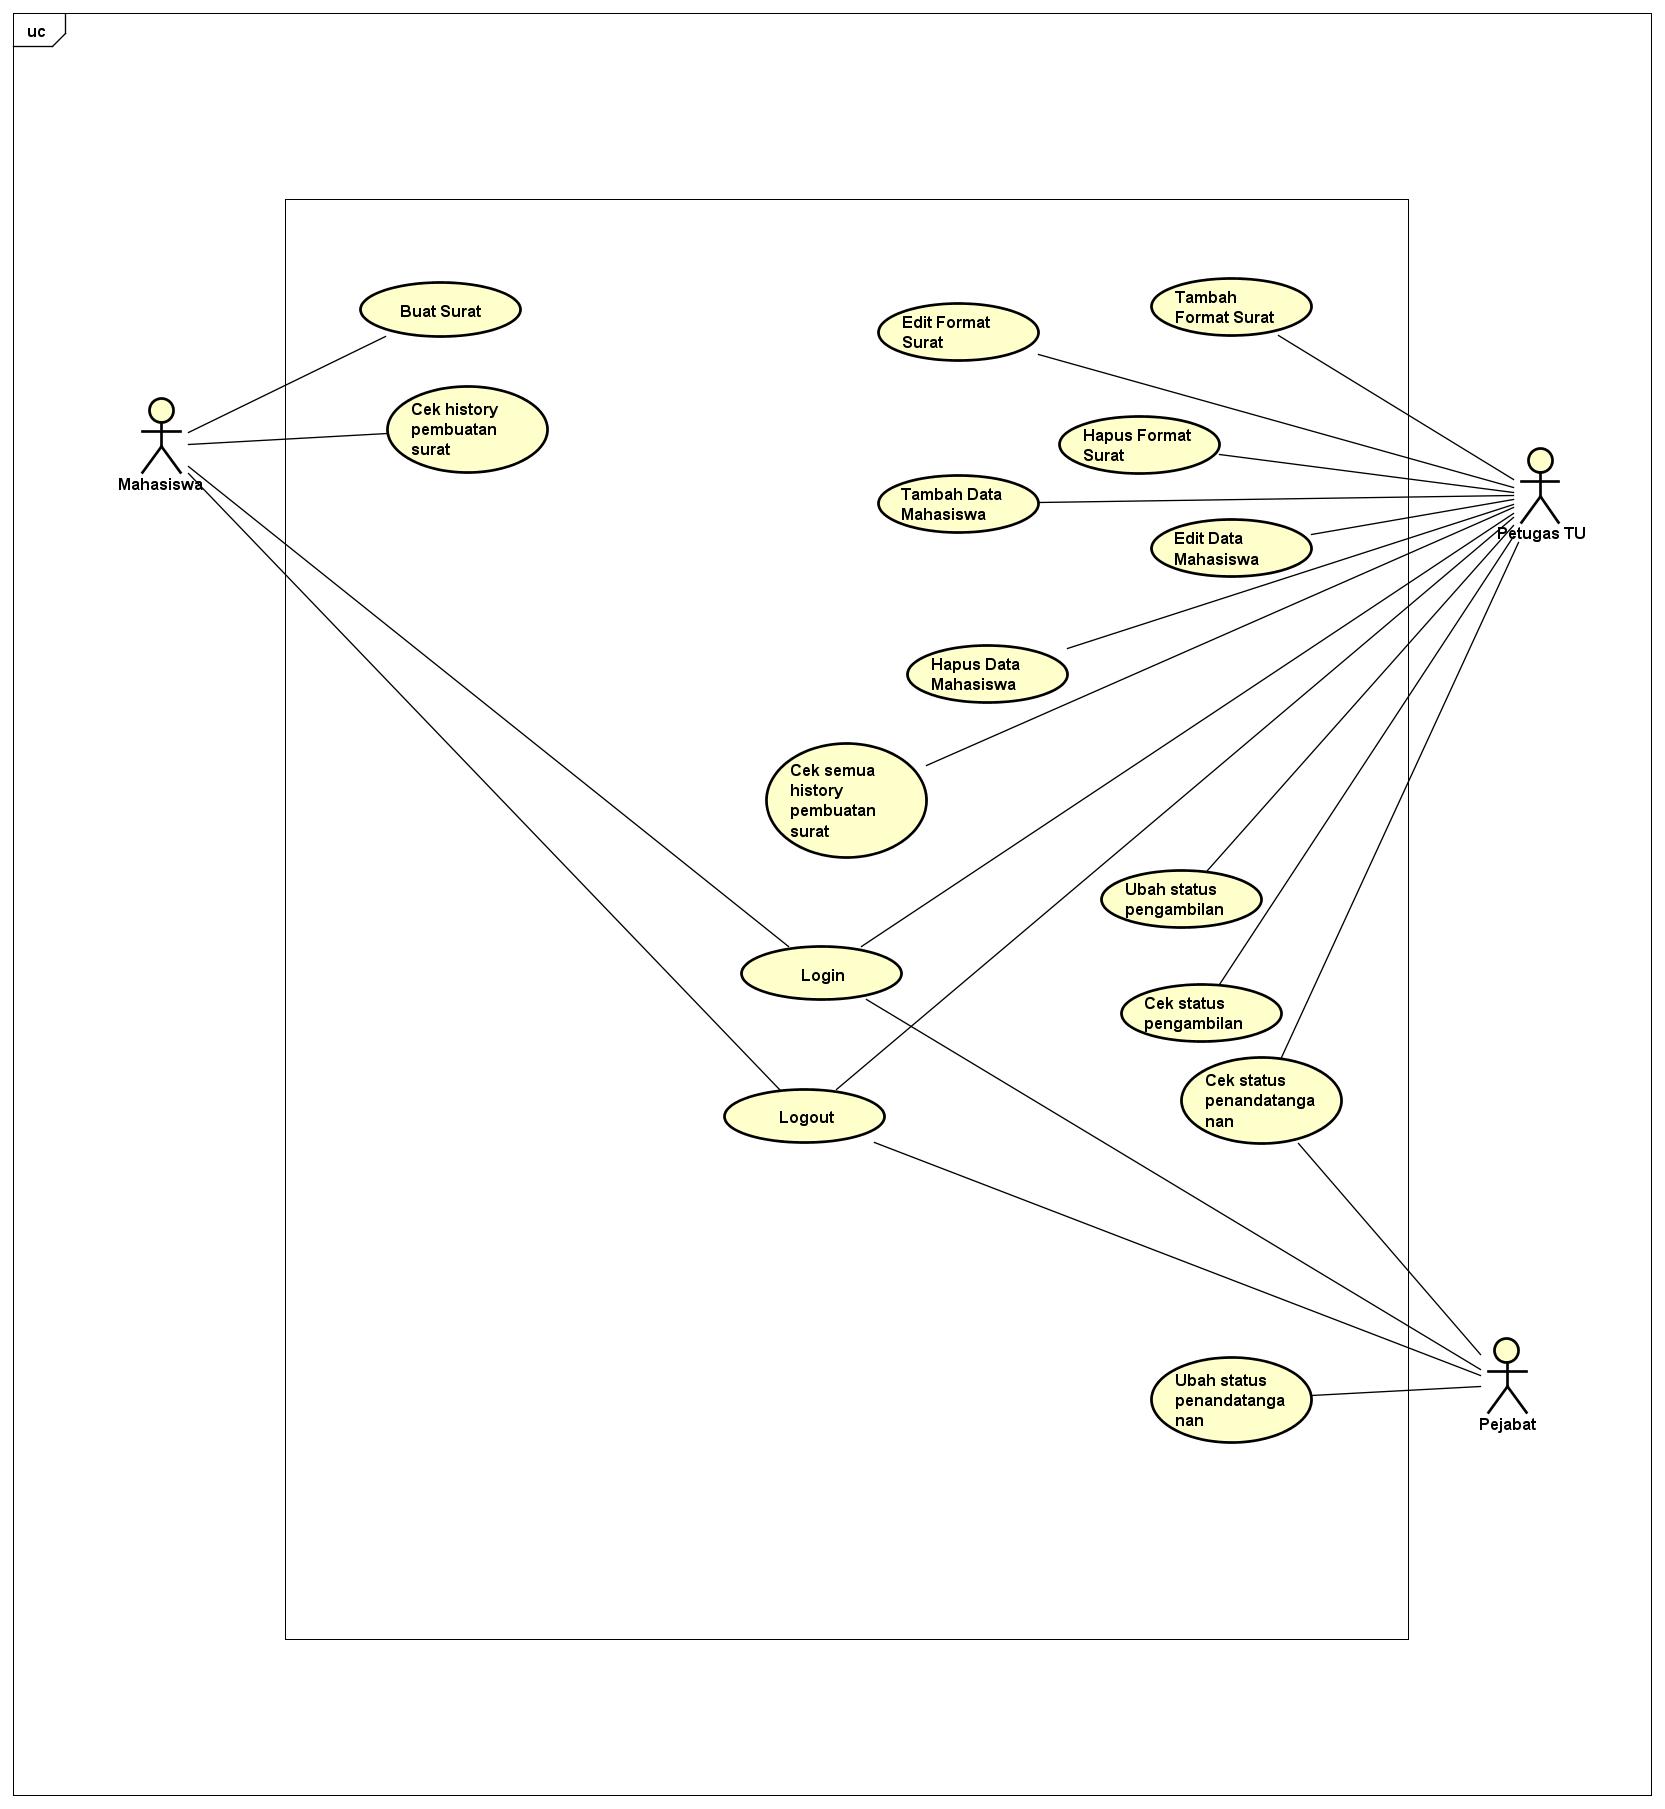 uc
Buat Surat
Edit Format
Surat
Tambah
Format Surat
Cek history
pembuatan
surat
Mahasiswa
Hapus Format
Surat
Tambah Data
Mahasiswa
Edit Data
Mahasiswa
Petugas TU
Hapus Data
Mahasiswa
Cek semua
history
pembuatan
surat
Ubah status
pengambilan
Login
Cek status
pengambilan
Cek status
penandatanga
nan
Logout
Ubah status
penandatanga
nan
Pejabat